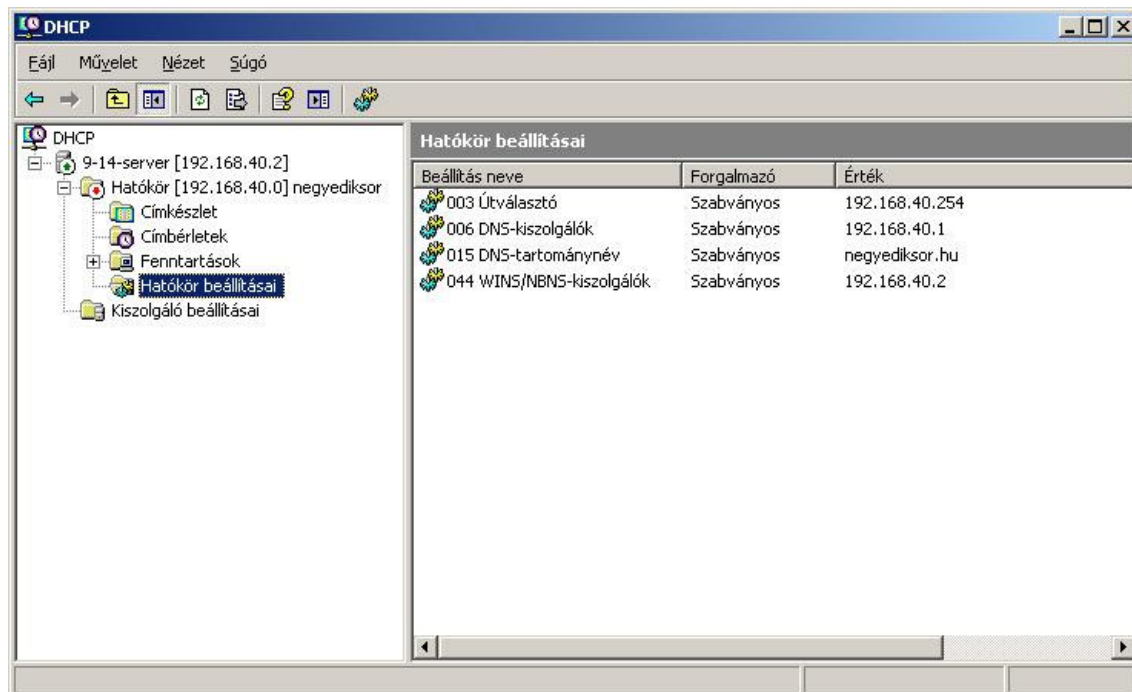 DHCP
Fájl Művelet Nézet Súgó
DHCP
9-14-server [192.168.40.2]
Hatókör [192.168.40.0] negyediksor
Címkészlet
Címbérletek
Fenntartások
Hatókör beállításai
Kiszolgáló beállításai
Hatókör beállításai
Beállítás neve Forgalmazó Érték
003 Útválasztó Szabványos 192.168.40.254
006 DNS-kiszolgálók Szabványos 192.168.40.1
015 DNS-tartománynév Szabványos negyediksor.hu
044 WINS/NBNS-kiszolgálók Szabványos 192.168.40.2